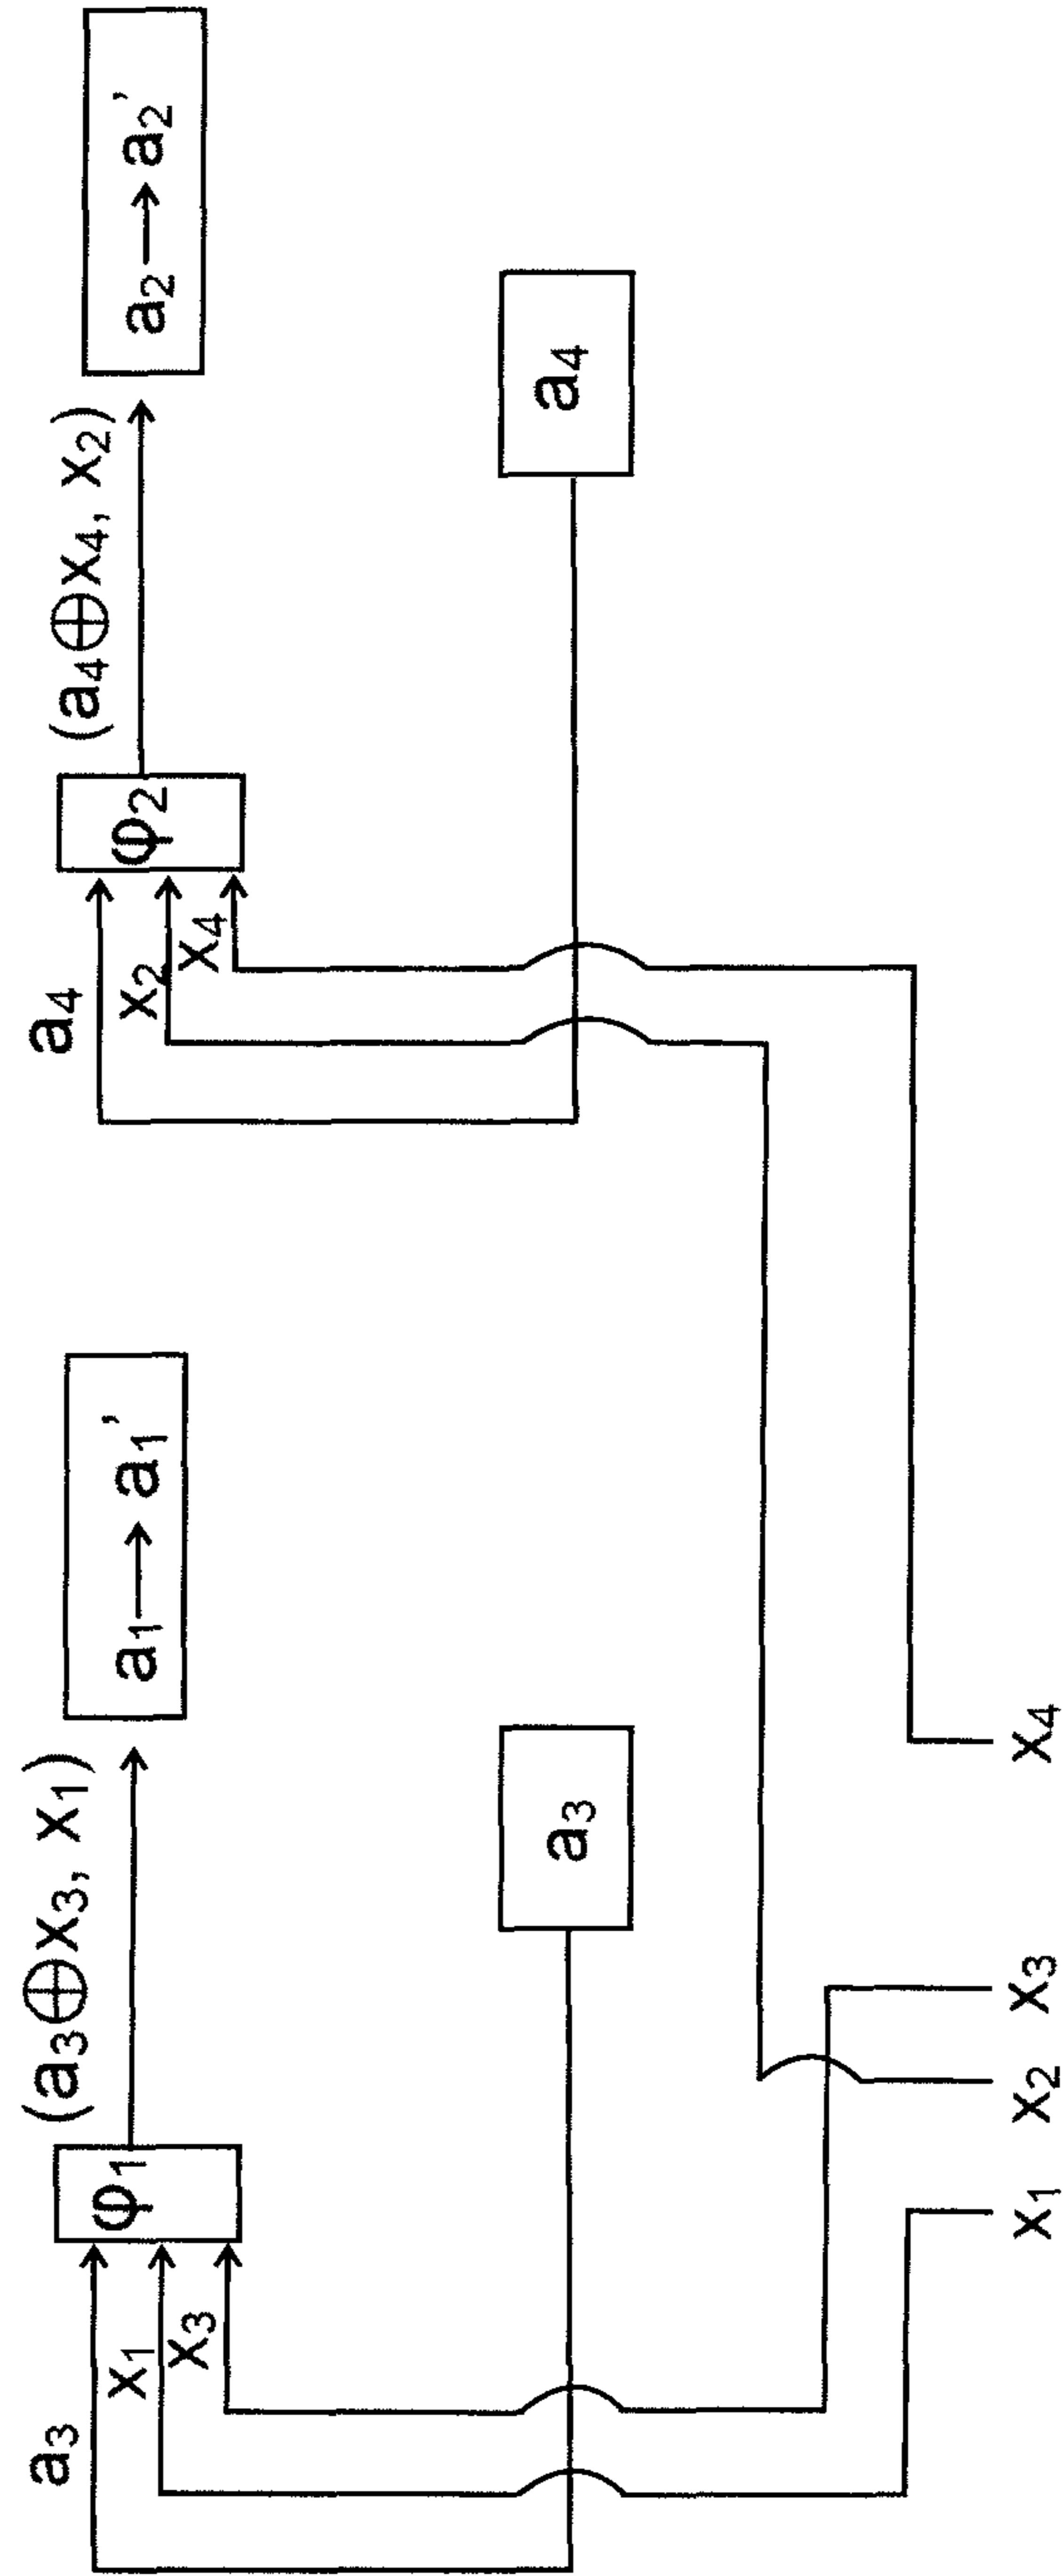 a₃
x₁
x₃
φ₁
(a₃⊕x₃, x₁)
a₁→a₁’
a₃
a₄
x₂
x₄
φ₂
(a₄⊕x₄, x₂)
a₂→a₂’
a₄
x₁ x₂ x₃ x₄